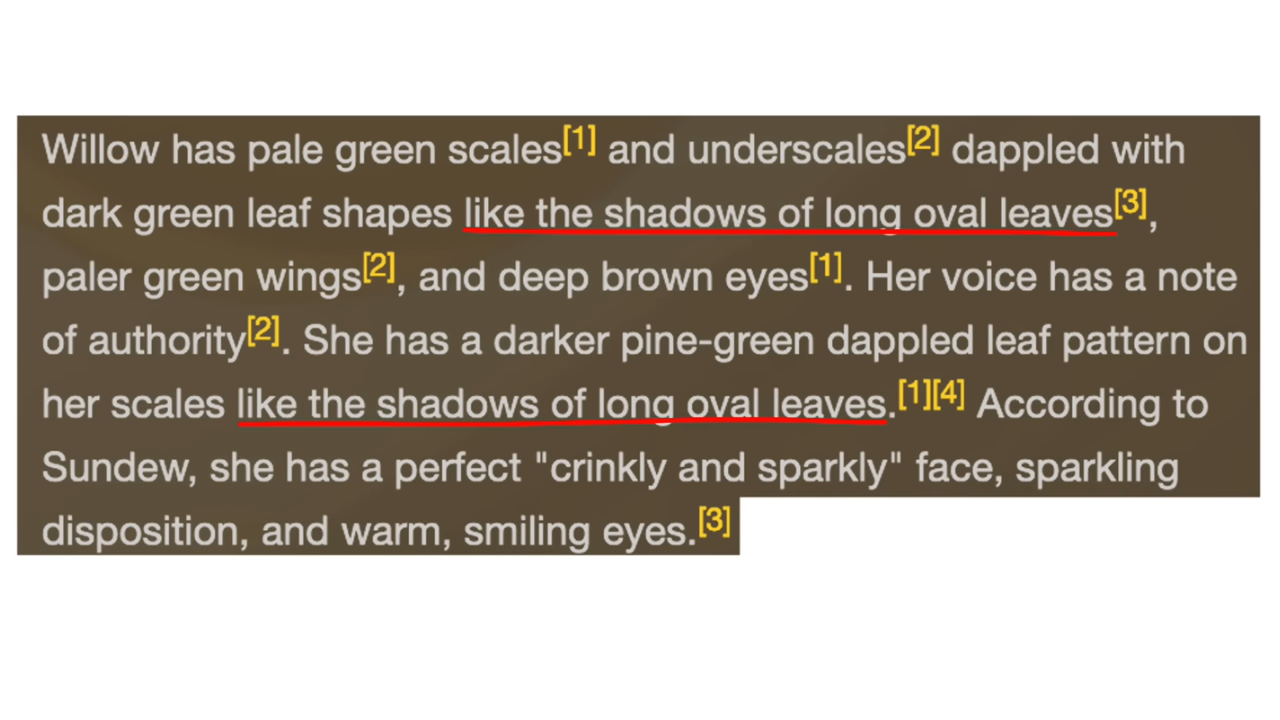 Willow has pale green scales[1] and underscales[2] dappled with
dark green leaf shapes like the shadows of long oval leaves[3],
paler green wings[2], and deep brown eyes[1]. Her voice has a note
of authority[2]. She has a darker pine-green dappled leaf pattern on
her scales like the shadows of long oval leaves.[1][4] According to
Sundew, she has a perfect "crinkly and sparkly" face, sparkling
disposition, and warm, smiling eyes.[3]